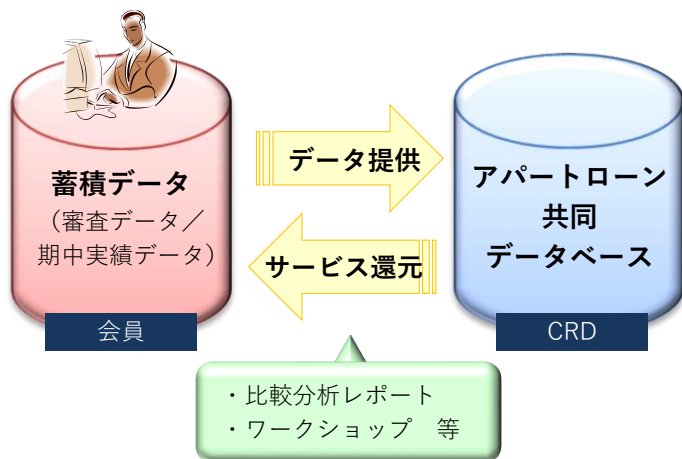 蓄積データ
（審査データ／
期中実績データ）
会員
データ提供
サービス還元
アパートローン
共同
データベース
CRD
・比較分析レポート
・ワークショップ　等